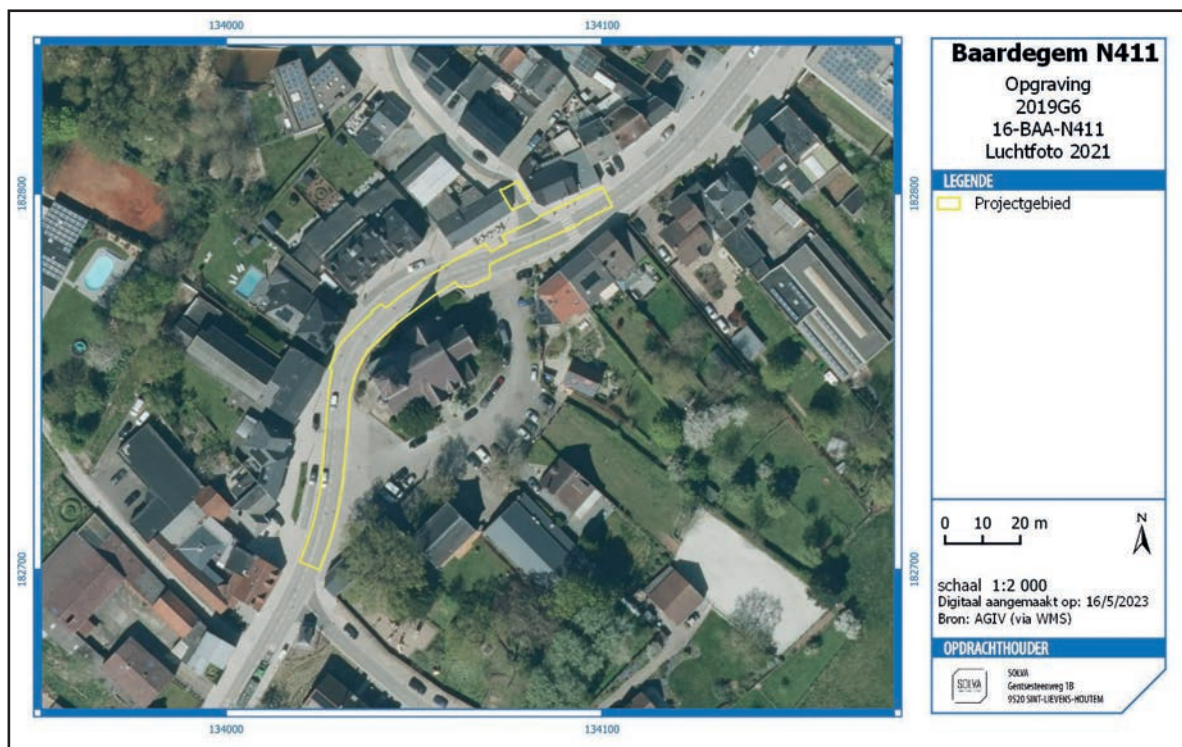 134000
134100
182800
182800
182700
182700
134000
134100
Baardegem N411
Opgraving
2019G6
16-BAA-N411
Luchtfoto 2021
LEGENDE
Projectgebied
0 10 20 m
N
schaal 1:2 000
Digitaal aangemaakt op: 16/5/2023
Bron: AGIV (via WMS)
OPDRACHTHOUDER
SOLVA
SOLVA
Gentsesteenweg 1B
9520 SINT-LIEVENS-HOUTEM